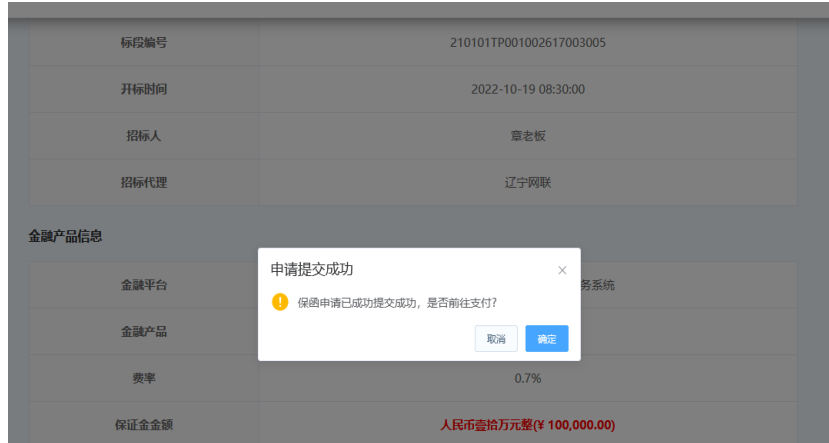 标段编号 210101TP001002617003005
开标时间 2022-10-19 08:30:00
招标人 章老板
招标代理 辽宁网联
金融产品信息
申请提交成功
保函申请已成功提交成功，是否前往支付?
取消 确定
金融平台 务系统
金融产品
费率 0.7%
保证金金额 人民币壹拾万元整(¥ 100,000.00)